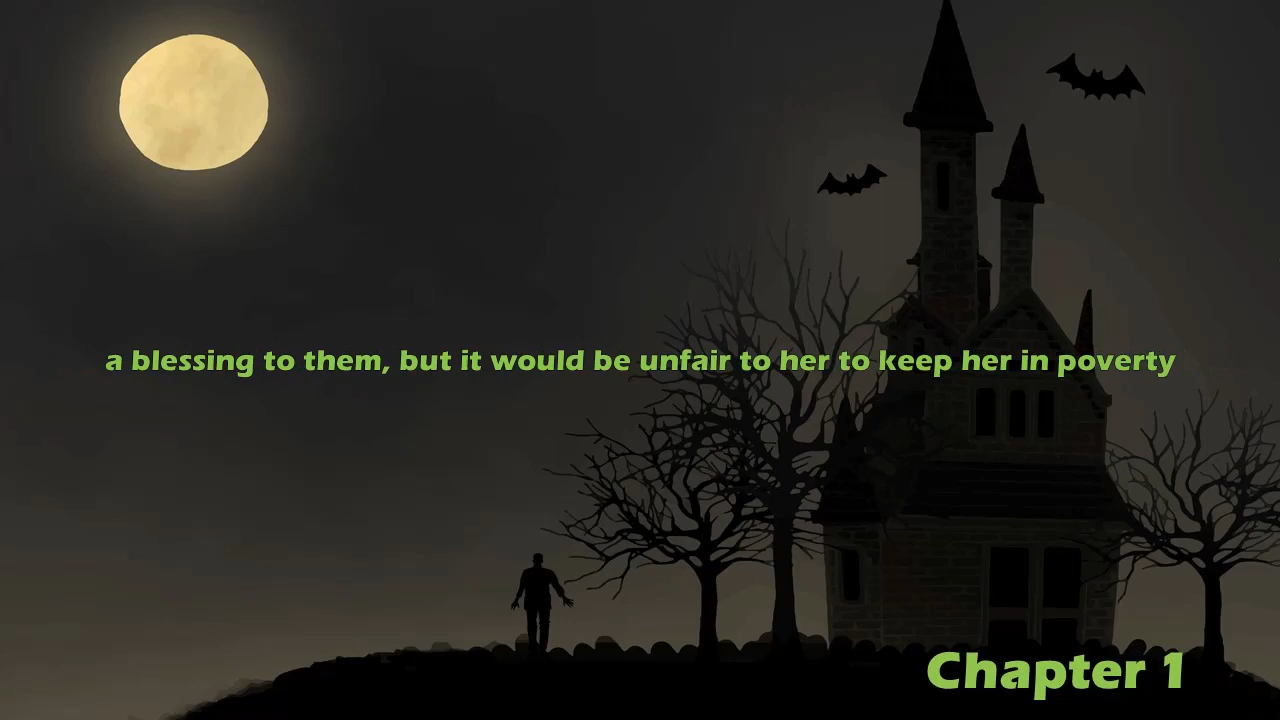 a blessing to them, but it would be unfair to her to keep her in poverty
Chapter 1